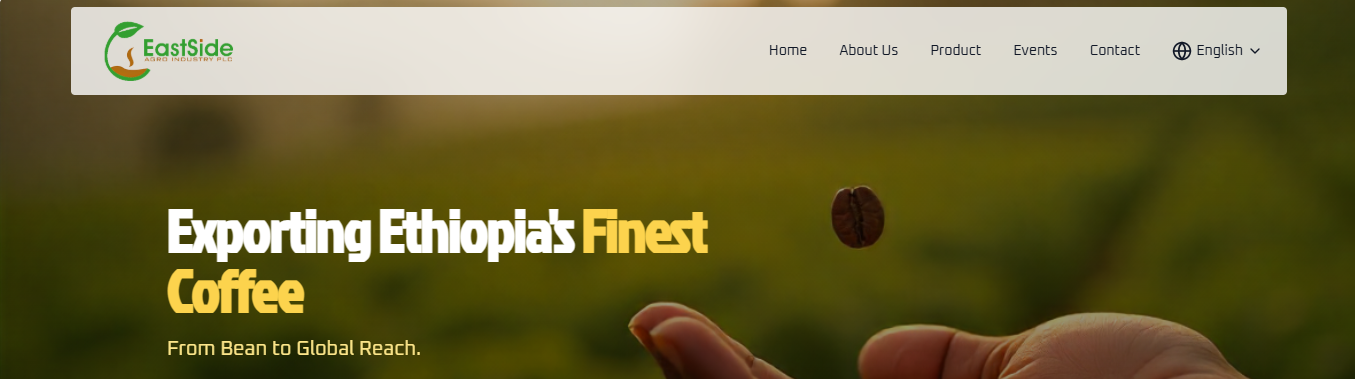 EastSide
AGRO INDUSTRY PLC
Home About Us Product Events Contact English
Exporting Ethiopia's Finest
Coffee
From Bean to Global Reach.